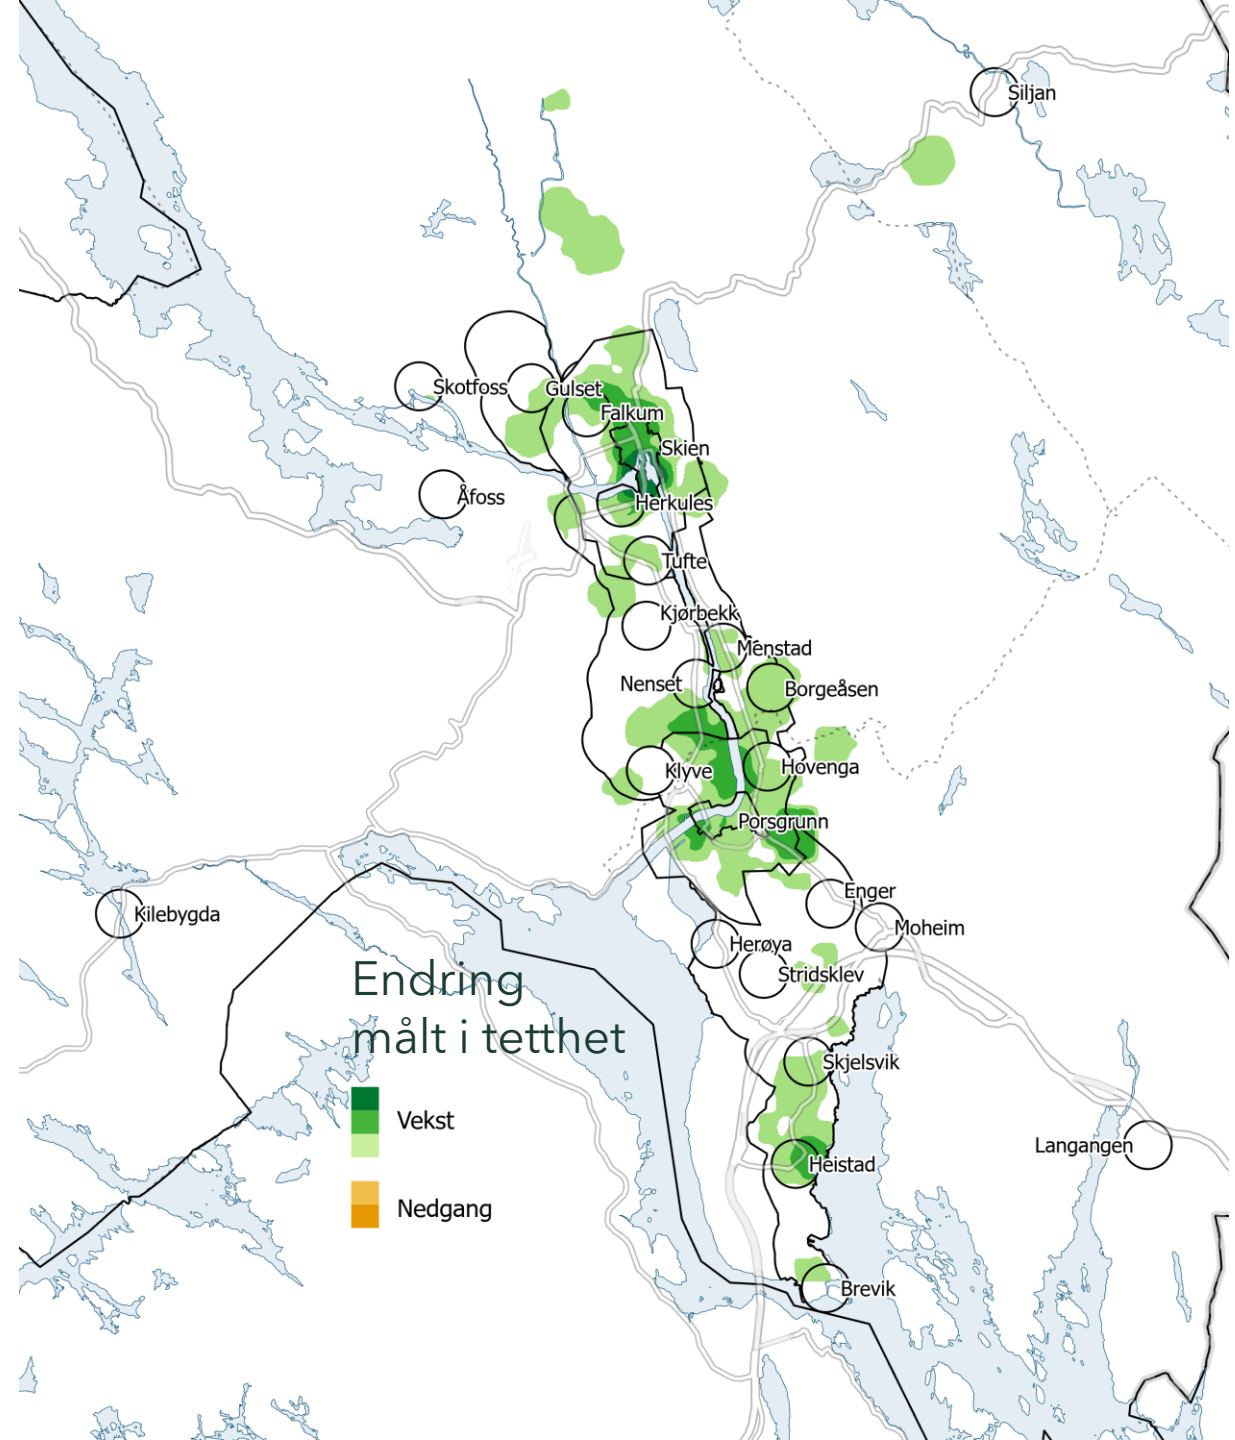 Siljan
Skotfoss
Gulset
Falkum
Skien
Åfoss
Herkules
Tufte
Kjørbekk
Menstad
Nenset
Borgeåsen
Klyve
Hovenga
Porsgrunn
Enger
Kilebygda
Moheim
Herøya
Stridsklev
Endring
målt i tetthet
Skjelsvik
Vekst
Langangen
Heistad
Nedgang
Brevik